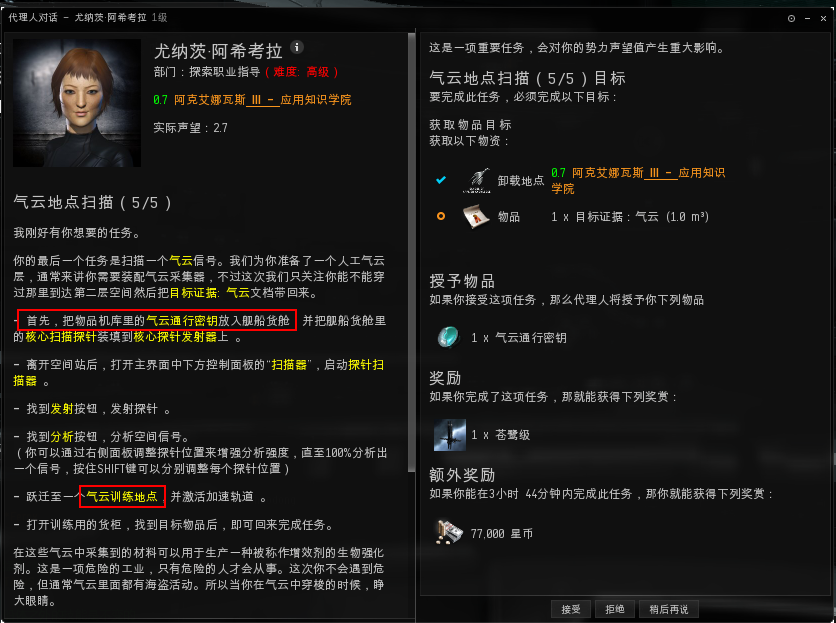 代理人对话 - 尤纳茨·阿希考拉 1级
尤纳茨·阿希考拉
部门：探索职业指导（难度: 高级）
0.7 阿克艾娜瓦斯 III - 应用知识学院
实际声望：2.7
气云地点扫描（5/5）
我刚好有你想要的任务。
你的最后一个任务是扫描一个气云信号。我们为你准备了一个人工气云
层，通常来讲你需要装配气云采集器，不过这次我们只关注你能不能穿
过那里到达第二层空间然后把目标证据: 气云文档带回来。
- 首先，把物品机库里的气云通行密钥放入舰船货舱 并把舰船货舱里
的核心扫描探针装填到核心探针发射器上 。
- 离开空间站后，打开主界面中下方控制面板的“扫描器”，启动探针扫
描器 。
- 找到发射按钮，发射探针 。
- 找到分析按钮，分析空间信号。
（你可以通过右侧面板调整探针位置来增强分析强度，直至100%分析出
一个信号，按住SHIFT键可以分别调整每个探针位置）
- 跃迁至一个气云训练地点，并激活加速轨道 。
- 打开训练用的货柜，找到目标物品后，即可回来完成任务。
在这些气云中采集到的材料可以用于生产一种被称作增效剂的生物强化
剂。这是一项危险的工业，只有危险的人才会从事。这次你不会遇到危
险，但通常气云里面都有海盗活动。所以当你在气云中穿梭的时候，睁
大眼睛。
这是一项重要任务，会对你的势力声望值产生重大影响。
气云地点扫描（5/5）目标
要完成此任务，必须完成以下目标：
获取物品目标
获取以下物资：
卸载地点 0.7 阿克艾娜瓦斯 III - 应用知识
学院
物品 1 x 目标证据：气云 (1.0 m³)
授予物品
如果你接受这项任务，那么代理人将授予你下列物品
1 x 气云通行密钥
奖励
如果你完成了这项任务，那就能获得下列奖赏：
1 x 苍鹭级
额外奖励
如果你能在3小时 44分钟内完成此任务，那你就能获得下列奖赏：
77,000 星币
接受 拒绝 稍后再说